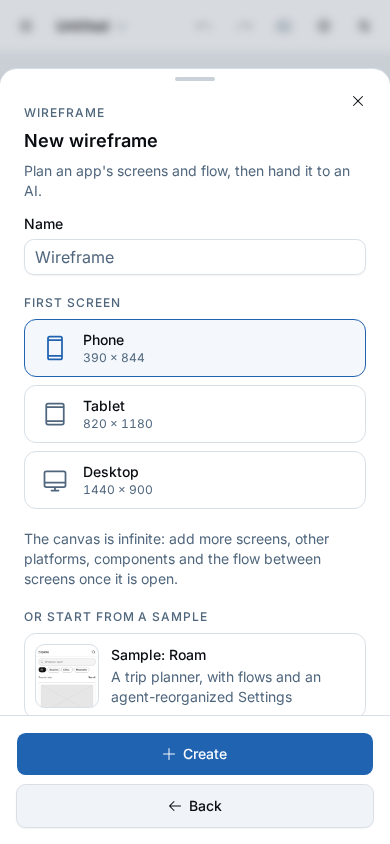 WIREFRAME
New wireframe
Plan an app's screens and flow, then hand it to an
AI.
Name
Wireframe
FIRST SCREEN
Phone
390 × 844
Tablet
820 × 1180
Desktop
1440 × 900
The canvas is infinite: add more screens, other
platforms, components and the flow between
screens once it is open.
OR START FROM A SAMPLE
Sample: Roam
A trip planner, with flows and an
agent-reorganized Settings
Create
Back